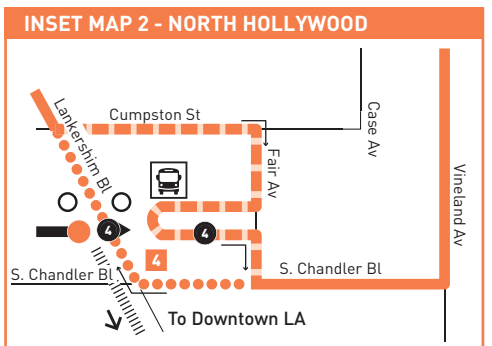 INSET MAP 2 - NORTH HOLLYWOOD
Cumpston St
Lankershim Bl
Case Av
Fair Av
Vineland Av
4
4
4
S. Chandler Bl
S. Chandler Bl
To Downtown LA